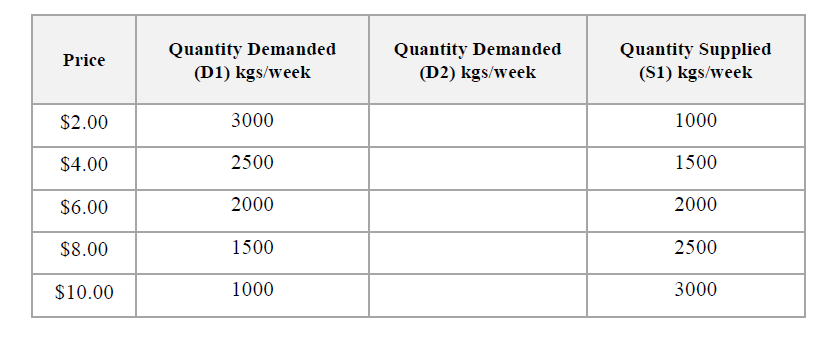 Price
Quantity Demanded
(D1) kgs/week
Quantity Demanded
(D2) kgs/week
Quantity Supplied
(S1) kgs/week
$2.00 3000 1000
$4.00 2500 1500
$6.00 2000 2000
$8.00 1500 2500
$10.00 1000 3000